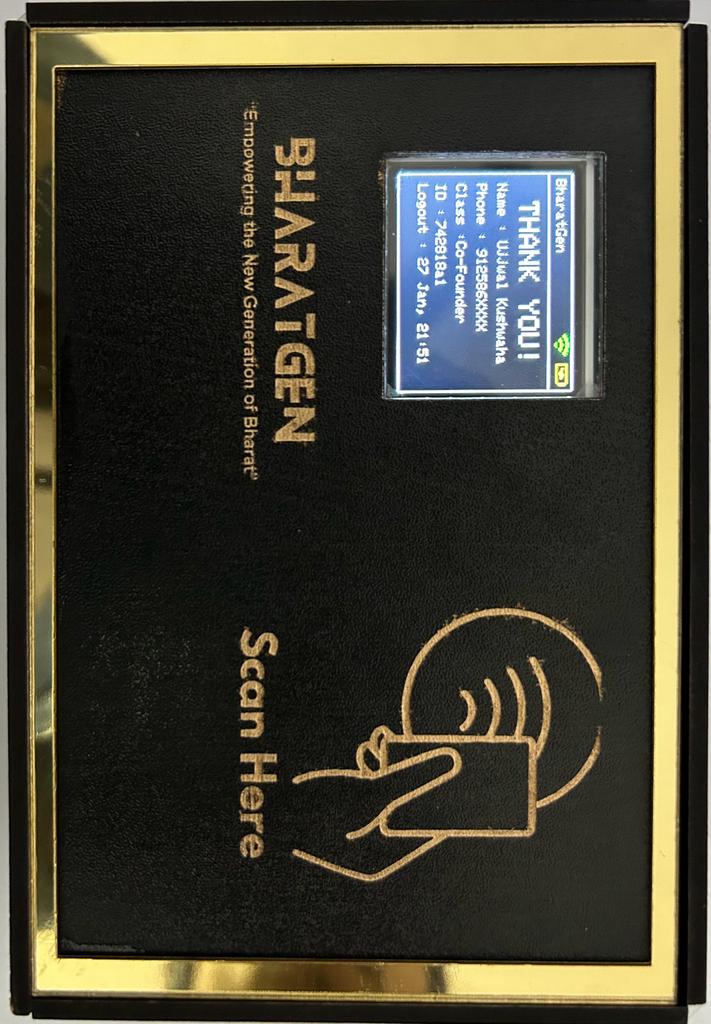 BharatGen
THANK YOU!
Name : UJJwal Kushwaha
Phone : 912586XXXX
Class :Co-Founder
ID : 742818a1
Logout : 27 Jan, 21:51
BHARATGEN
"Empowering the New Generation of Bharat"
Scan Here